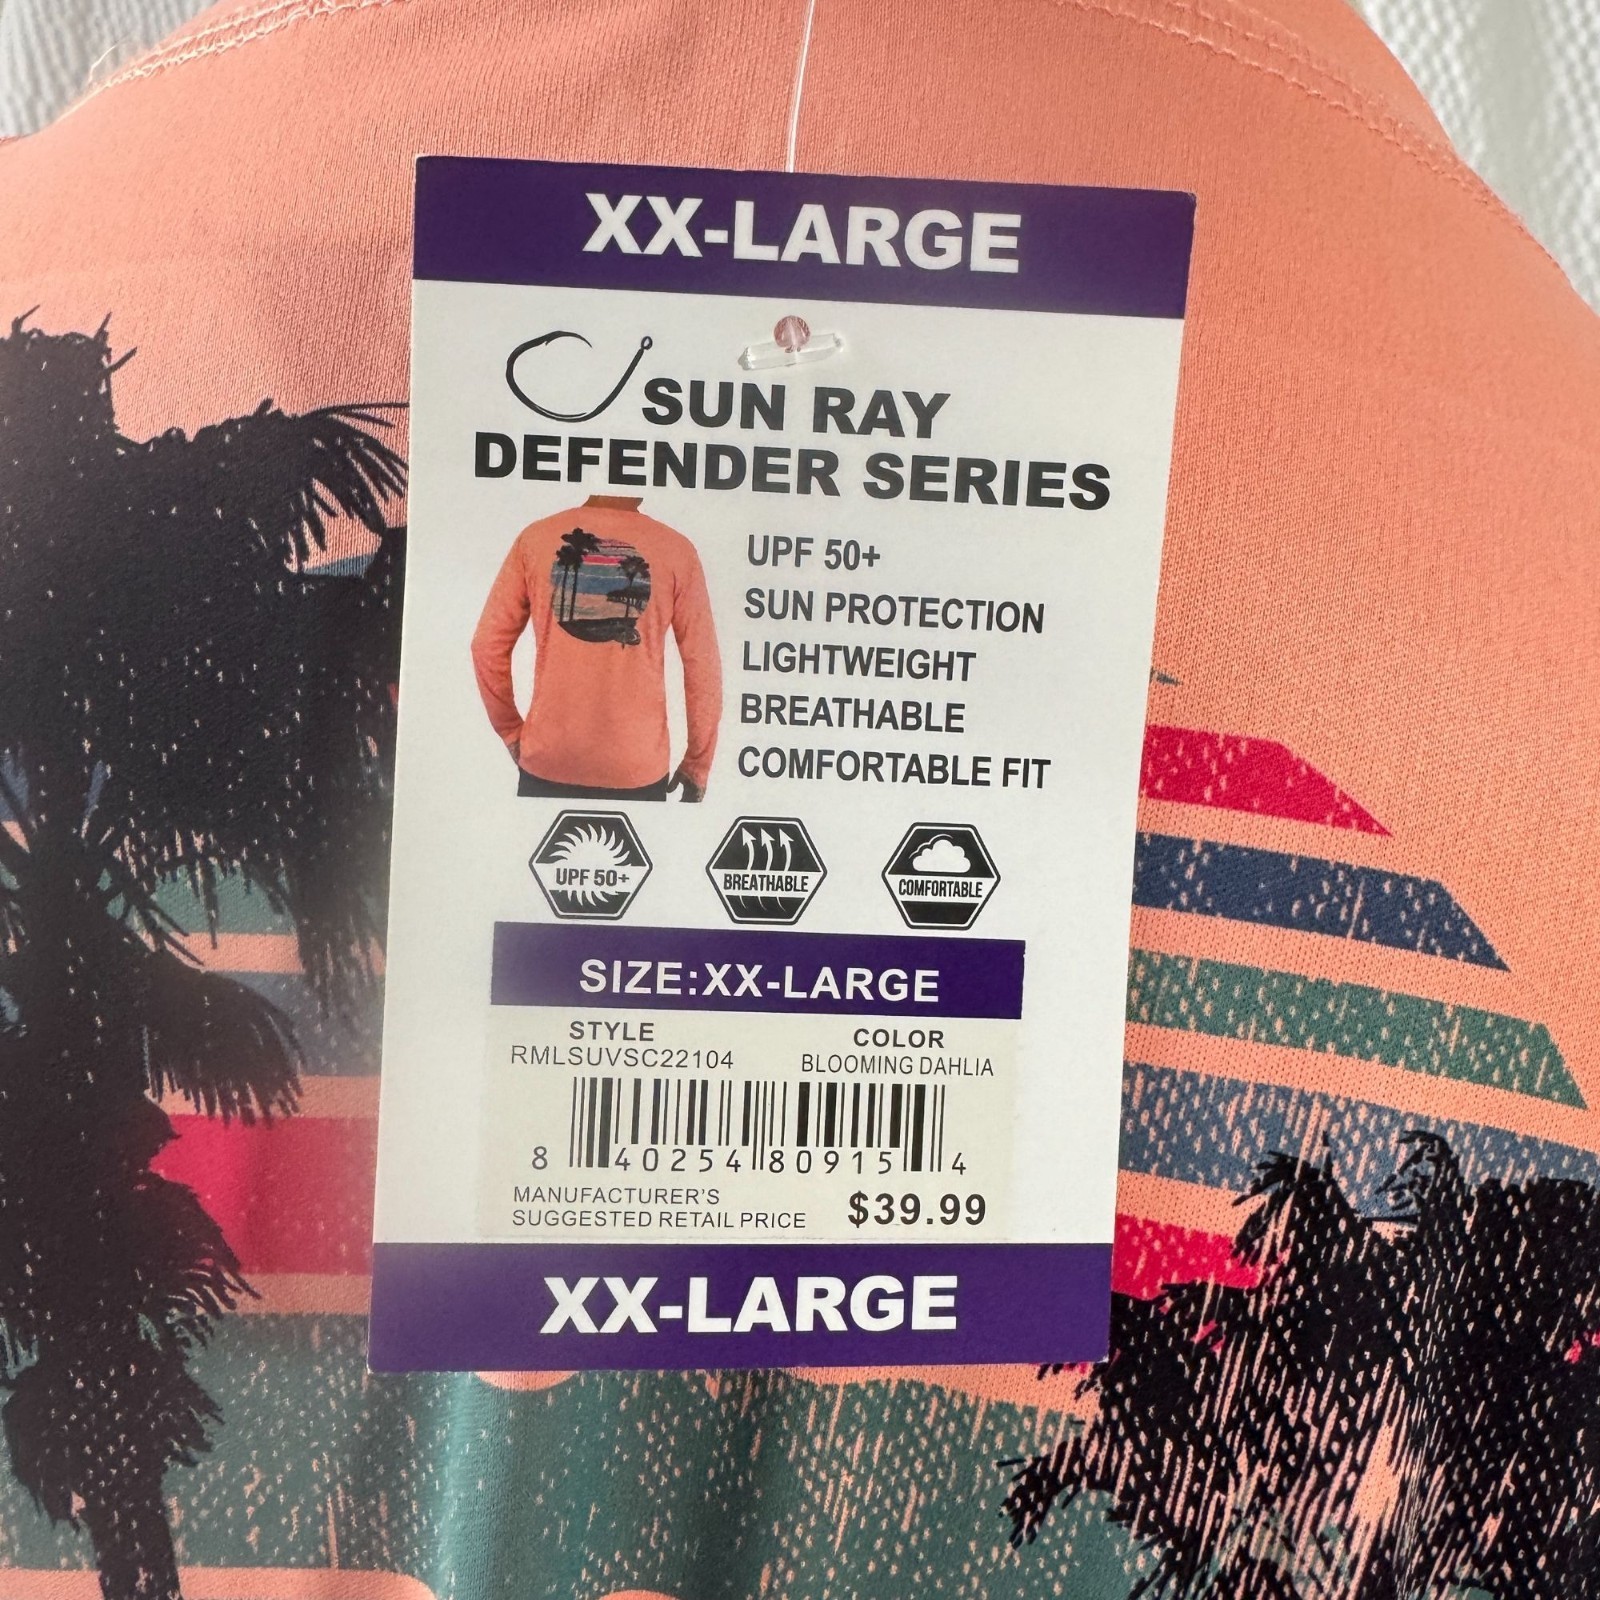 XX-LARGE
SUN RAY
DEFENDER SERIES
UPF 50+
SUN PROTECTION
LIGHTWEIGHT
BREATHABLE
COMFORTABLE FIT
UPF 50+
BREATHABLE
COMFORTABLE
SIZE:XX-LARGE
STYLE
RMLSUVSC22104
COLOR
BLOOMING DAHLIA
8 40254 80915 4
MANUFACTURER'S
SUGGESTED RETAIL PRICE
$39.99
XX-LARGE